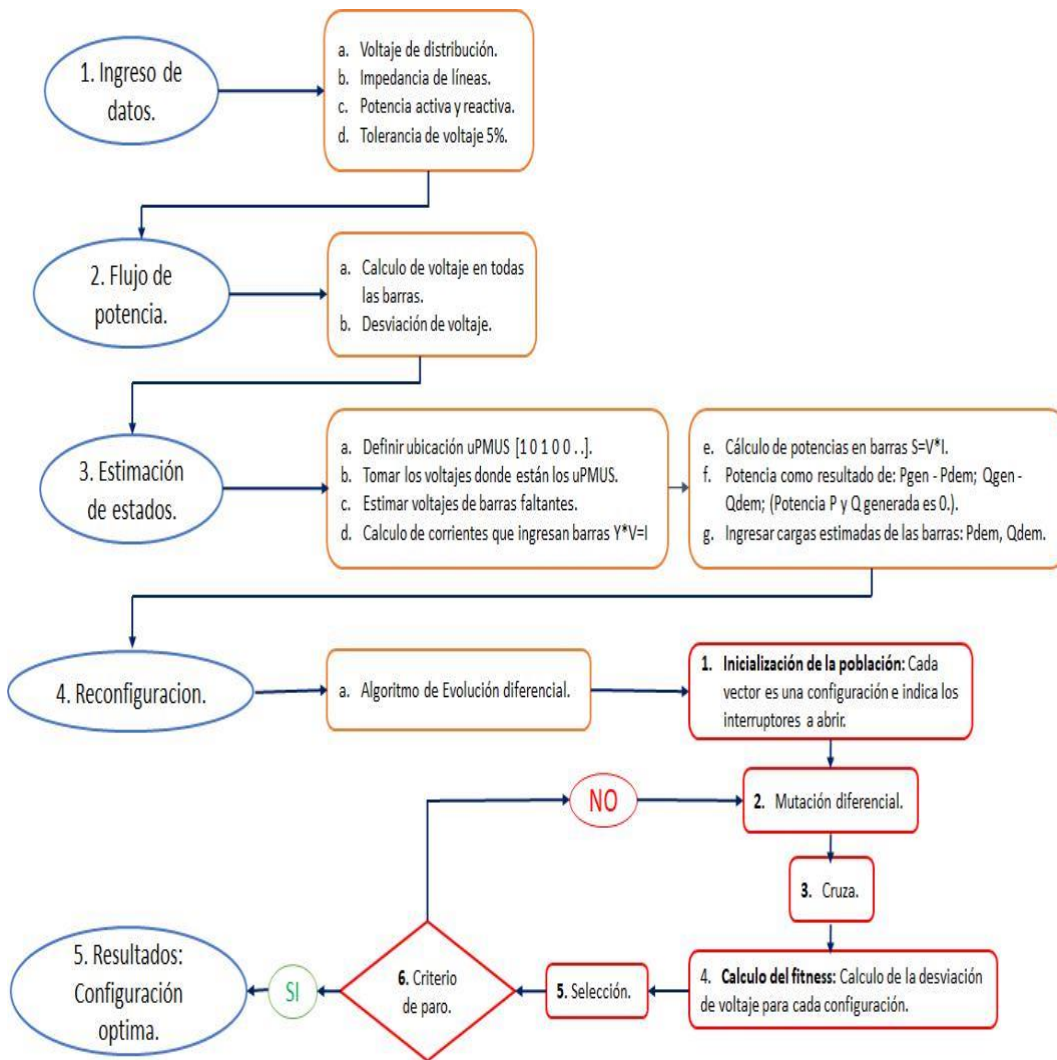 1. Ingreso de
datos.
a. Voltaje de distribución.
b. Impedancia de líneas.
c. Potencia activa y reactiva.
d. Tolerancia de voltaje 5%.
2. Flujo de
potencia.
a. Calculo de voltaje en todas
las barras.
b. Desviación de voltaje.
3. Estimación
de estados.
a. Definir ubicación uPMUS [1 0 1 0 0 . .].
b. Tomar los voltajes donde están los uPMUS.
c. Estimar voltajes de barras faltantes.
d. Calculo de corrientes que ingresan barras Y*V=I
e. Cálculo de potencias en barras S=V*I.
f. Potencia como resultado de: Pgen - Pdem; Qgen -
Qdem; (Potencia P y Q generada es 0.).
g. Ingresar cargas estimadas de las barras: Pdem, Qdem.
4. Reconfiguracion.
a. Algoritmo de Evolución diferencial.
1. Inicialización de la población: Cada
vector es una configuración e indica los
interruptores a abrir.
2. Mutación diferencial.
3. Cruza.
4. Calculo del fitness: Calculo de la desviación
de voltaje para cada configuración.
5. Selección.
6. Criterio
de paro.
NO
SI
5. Resultados:
Configuración
optima.